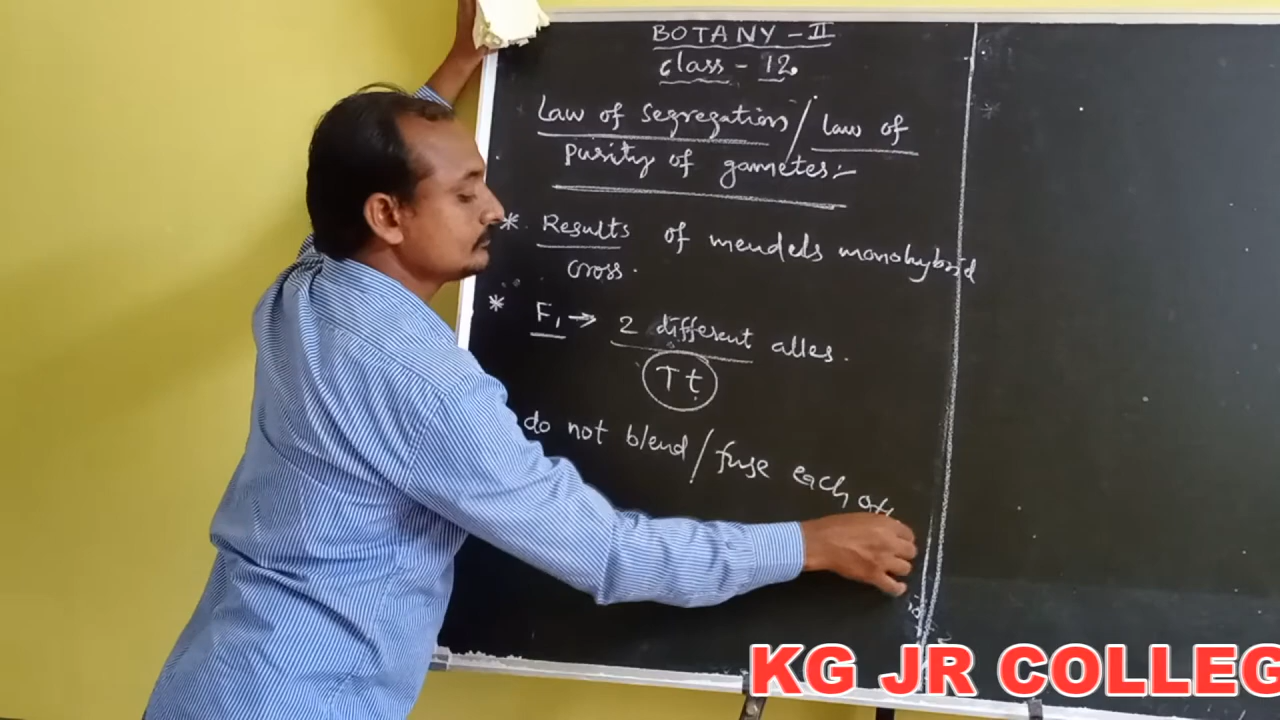 BOTANY - II
class - 12.
Law of segregation / law of
purity of gametes:-
* Results of mendels monohybrid
cross.
* F1 → 2 different alles.
T t
do not blend / fuse each oth
KG JR COLLEG